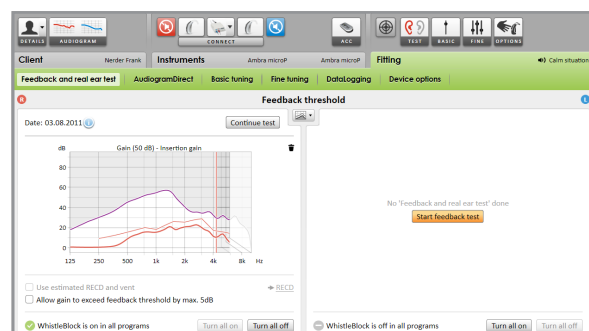 DETAILS AUDIOGRAM CONNECT ACC TEST BASIC FINE OPTIONS
Client Nerder Frank Instruments Ambra microP Ambra microP Fitting Calm situation
Feedback and real ear test AudiogramDirect Basic tuning Fine tuning DataLogging Device options
R Feedback threshold L
Date: 03.08.2011 Continue test
dB Gain (50 dB) - Insertion gain
80
60
40
20
0
125 250 500 1k 2k 4k 8k Hz
No 'Feedback and real ear test' done
Start feedback test
Use estimated RECD and vent RECD
Allow gain to exceed feedback threshold by max. 5dB
WhistleBlock is on in all programs Turn all on Turn all off
WhistleBlock is off in all programs Turn all on Turn all off